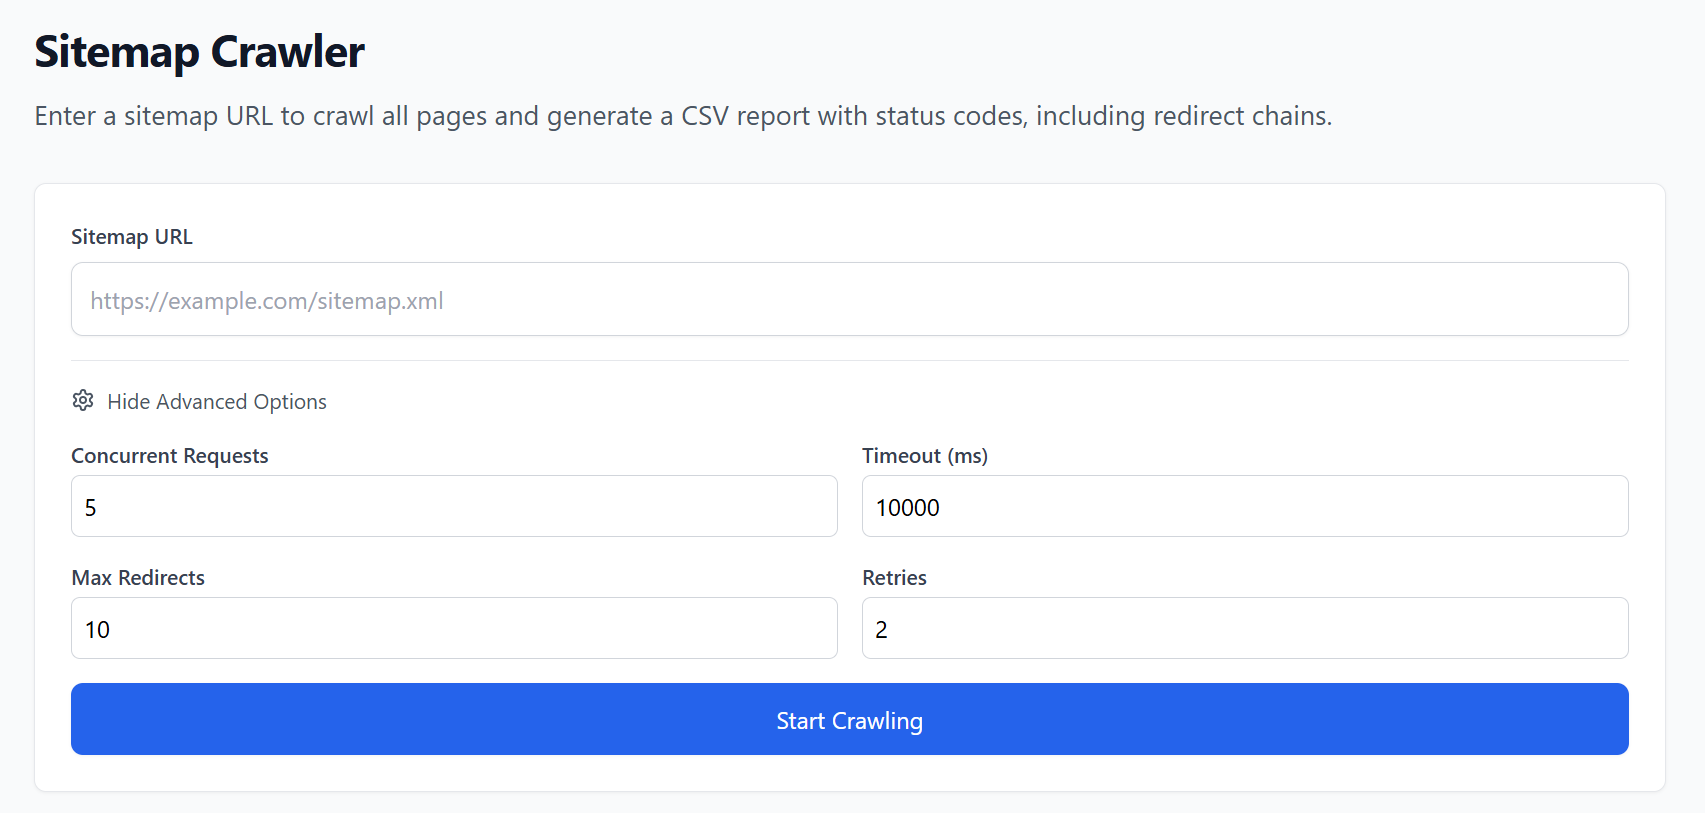 Sitemap Crawler
Enter a sitemap URL to crawl all pages and generate a CSV report with status codes, including redirect chains.
Sitemap URL
https://example.com/sitemap.xml
Hide Advanced Options
Concurrent Requests
5
Timeout (ms)
10000
Max Redirects
10
Retries
2
Start Crawling